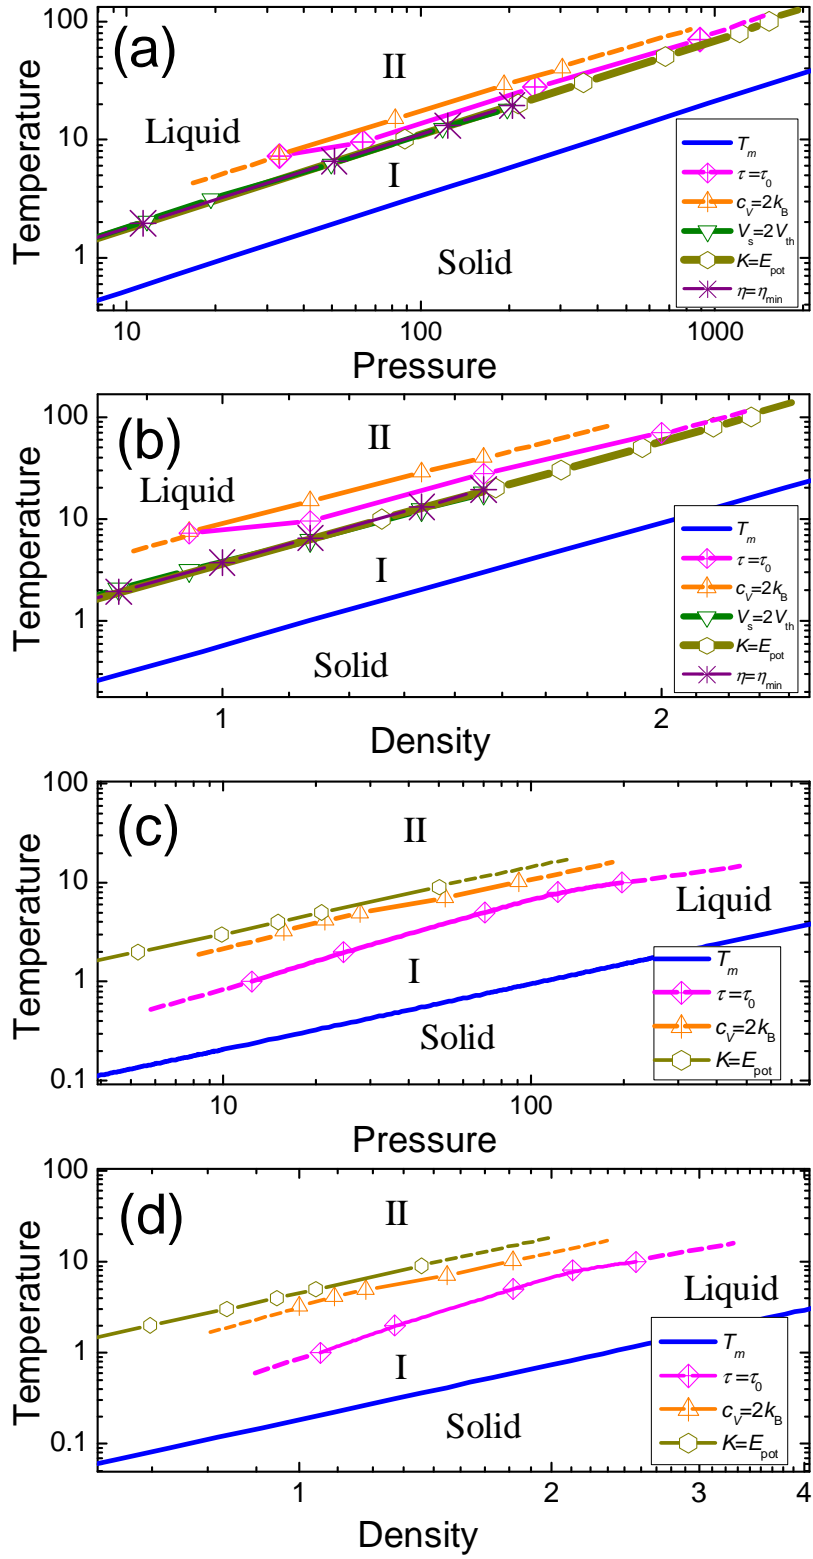 (a)
II
Liquid
I
Solid
100
10
1
Temperature
10
100
1000
Pressure
T_m
τ=τ_0
c_V=2k_B
V_s=2V_th
K=E_pot
η=η_min
(b)
II
Liquid
I
Solid
100
10
1
Temperature
1
2
Density
T_m
τ=τ_0
c_V=2k_B
V_s=2V_th
K=E_pot
η=η_min
(c)
II
Liquid
I
Solid
100
10
1
0.1
Temperature
10
100
Pressure
T_m
τ=τ_0
c_V=2k_B
K=E_pot
(d)
II
Liquid
I
Solid
100
10
1
0.1
Temperature
1
2
3
4
Density
T_m
τ=τ_0
c_V=2k_B
K=E_pot